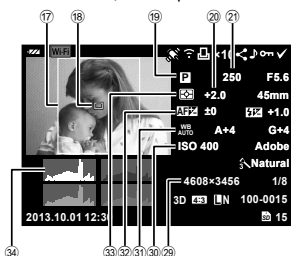 ⑰ ⑱ ⑲ ⑳ ㉑
Wi-Fi ×10
P 250 F5.6
+2.0 45mm
AF ±0 +1.0
WB AUTO A+4 G+4
ISO 400 Adobe
Natural
4608×3456 1/8
3D 4:3 LN 100-0015
2013.10.01 12:30 15
㉞ ㉝ ㉜ ㉛ ㉚ ㉙